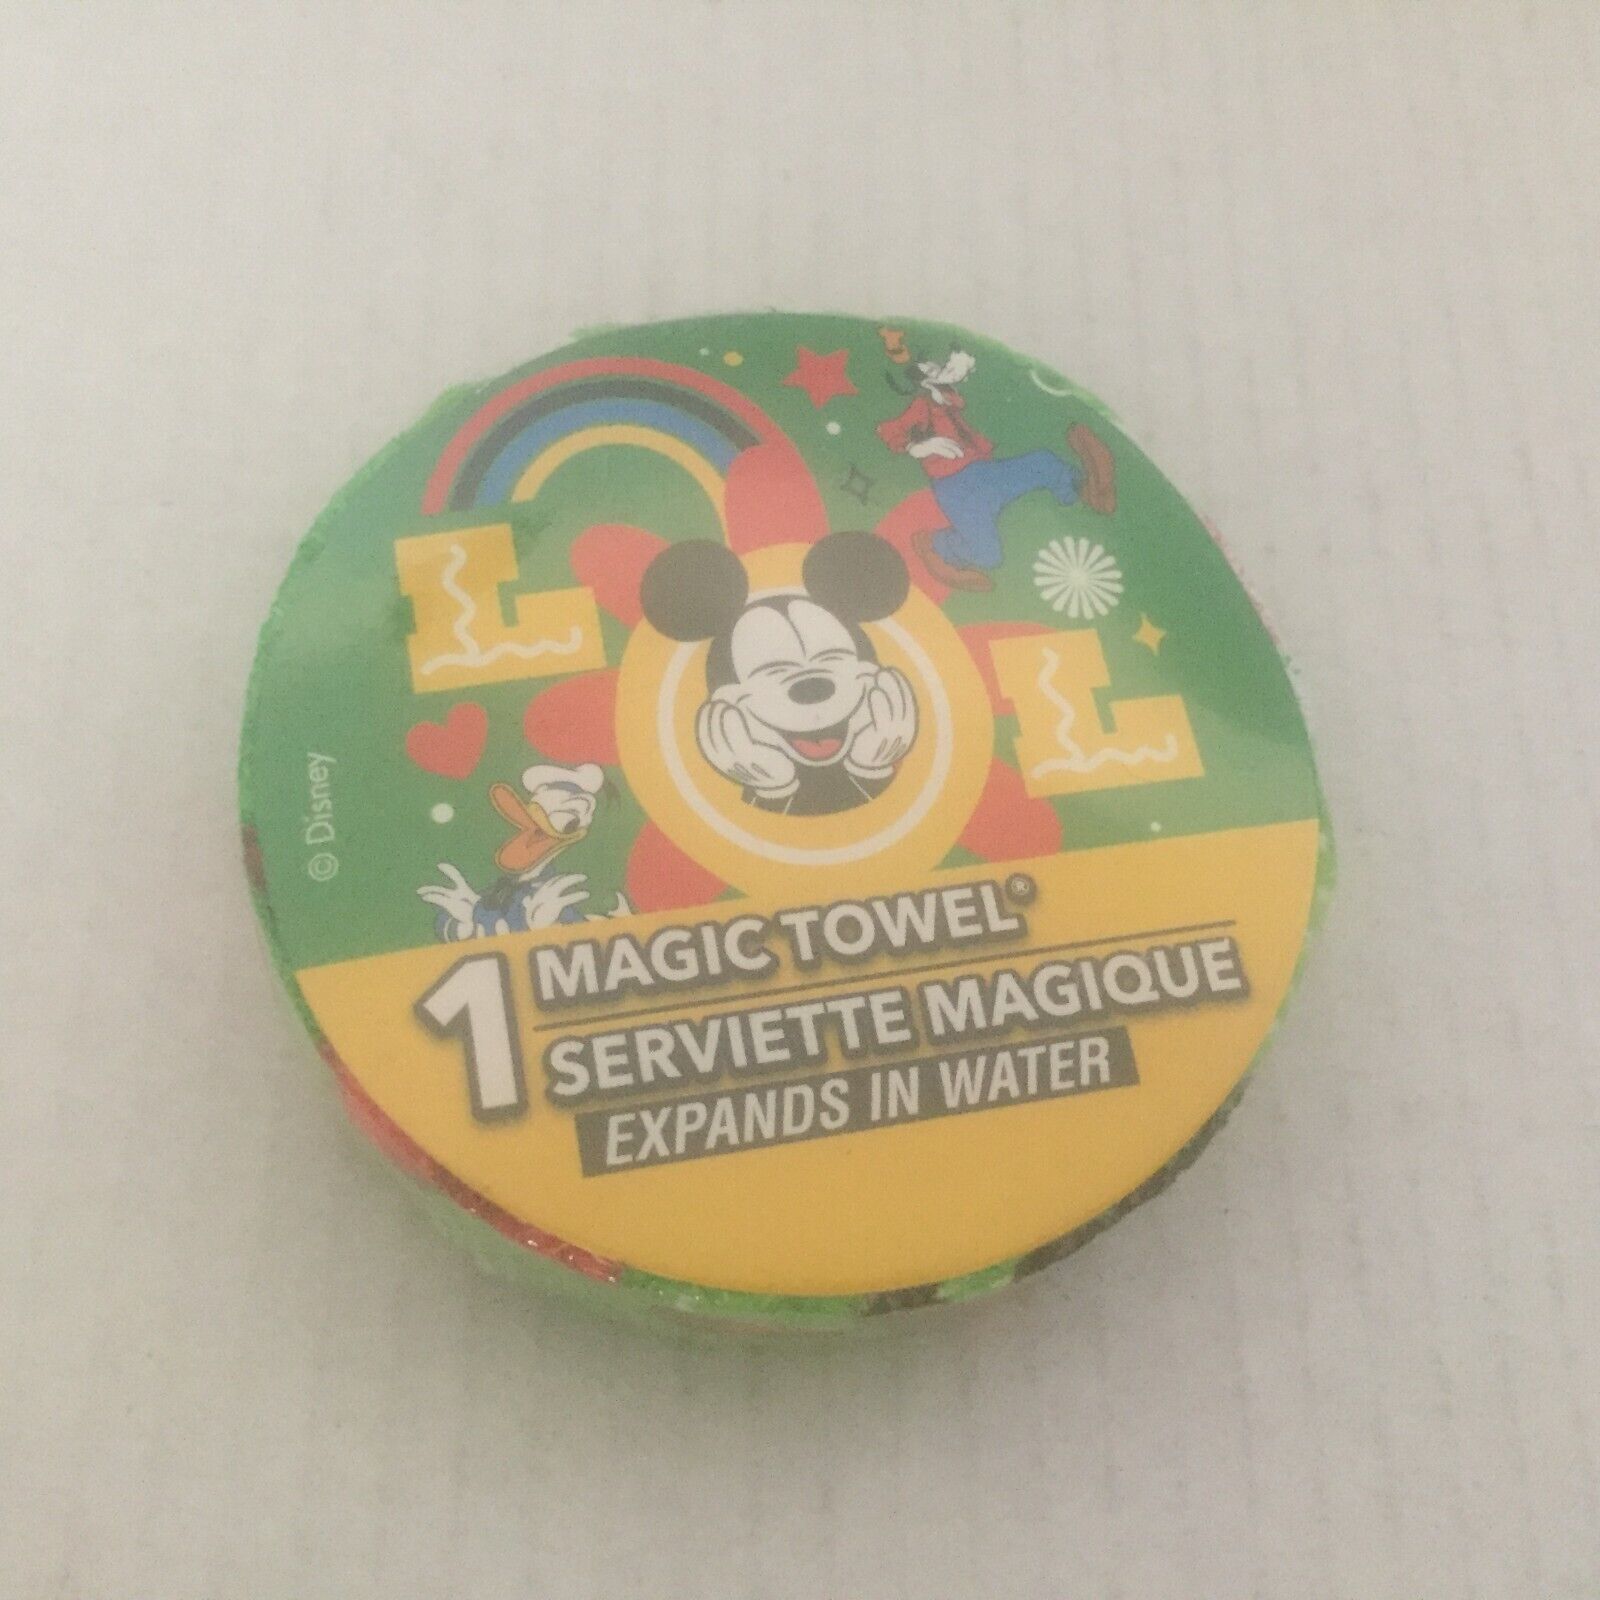 L L
© Disney
1 MAGIC TOWEL®
SERVIETTE MAGIQUE
EXPANDS IN WATER